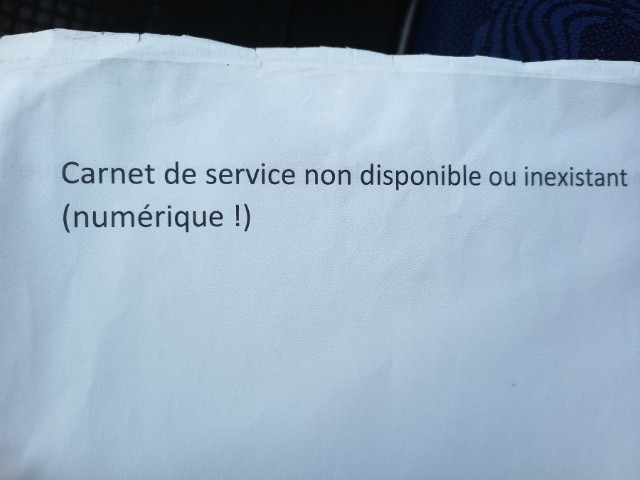 Carnet de service non disponible ou inexistant
(numérique !)